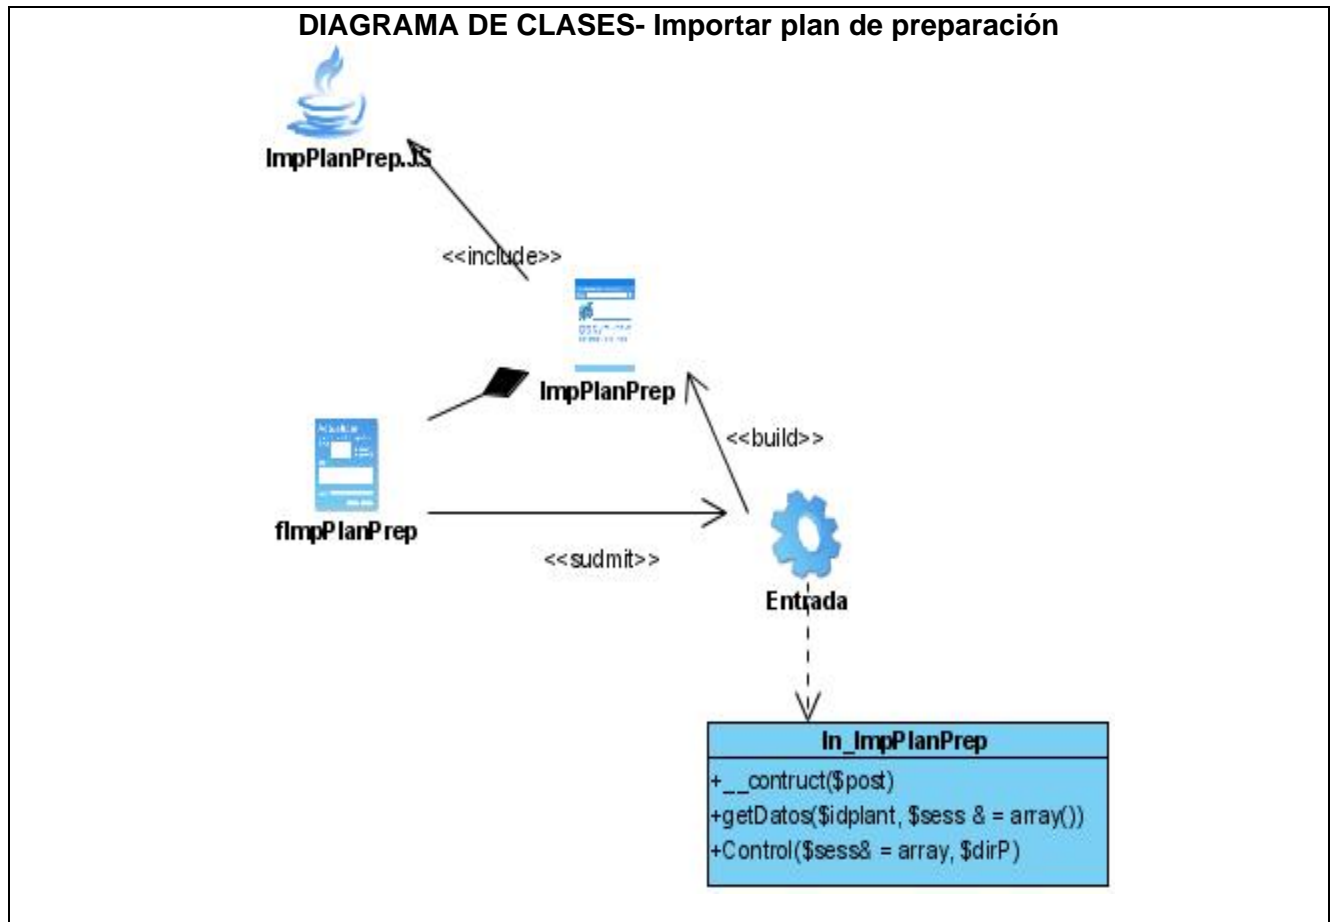 DIAGRAMA DE CLASES- Importar plan de preparación
ImpPlanPrep.JS
<<include>>
ImpPlanPrep
<<build>>
fImpPlanPrep
<<sudmit>>
Entrada
In_ImpPlanPrep
+__contruct($post)
+getDatos($idplant, $sess & = array())
+Control($sess& = array, $dirP)